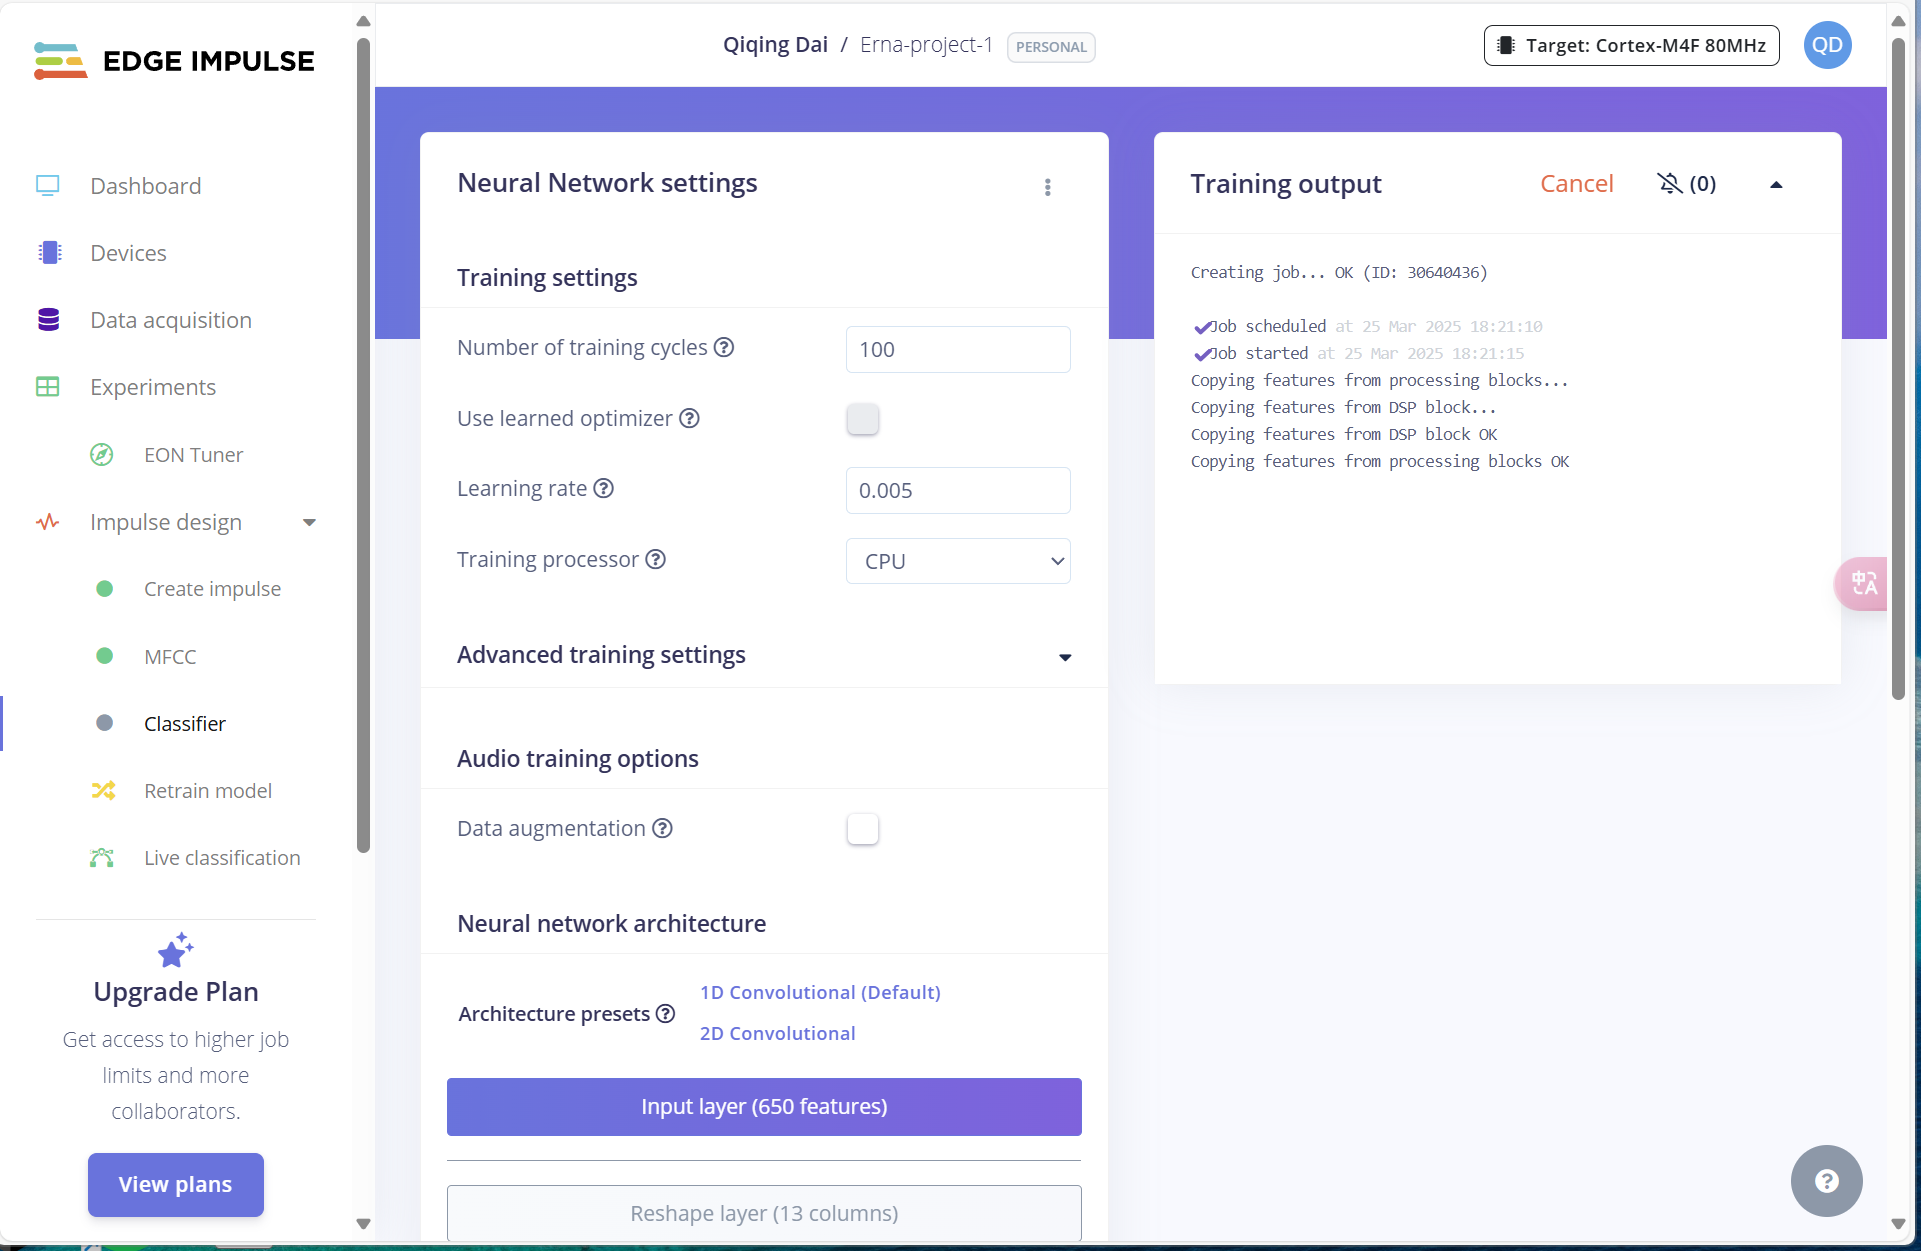 EDGE IMPULSE
Qiqing Dai / Erna-project-1 PERSONAL
Target: Cortex-M4F 80MHz
QD
Dashboard
Devices
Data acquisition
Experiments
EON Tuner
Impulse design
Create impulse
MFCC
Classifier
Retrain model
Live classification
Upgrade Plan
Get access to higher job
limits and more
collaborators.
View plans
Neural Network settings
Training settings
Number of training cycles ? 100
Use learned optimizer ?
Learning rate ? 0.005
Training processor ? CPU
Advanced training settings
Audio training options
Data augmentation ?
Neural network architecture
Architecture presets ? 1D Convolutional (Default)
2D Convolutional
Input layer (650 features)
Reshape layer (13 columns)
Training output Cancel (0)
Creating job... OK (ID: 30640436)
Job scheduled at 25 Mar 2025 18:21:10
Job started at 25 Mar 2025 18:21:15
Copying features from processing blocks...
Copying features from DSP block...
Copying features from DSP block OK
Copying features from processing blocks OK
中A
?